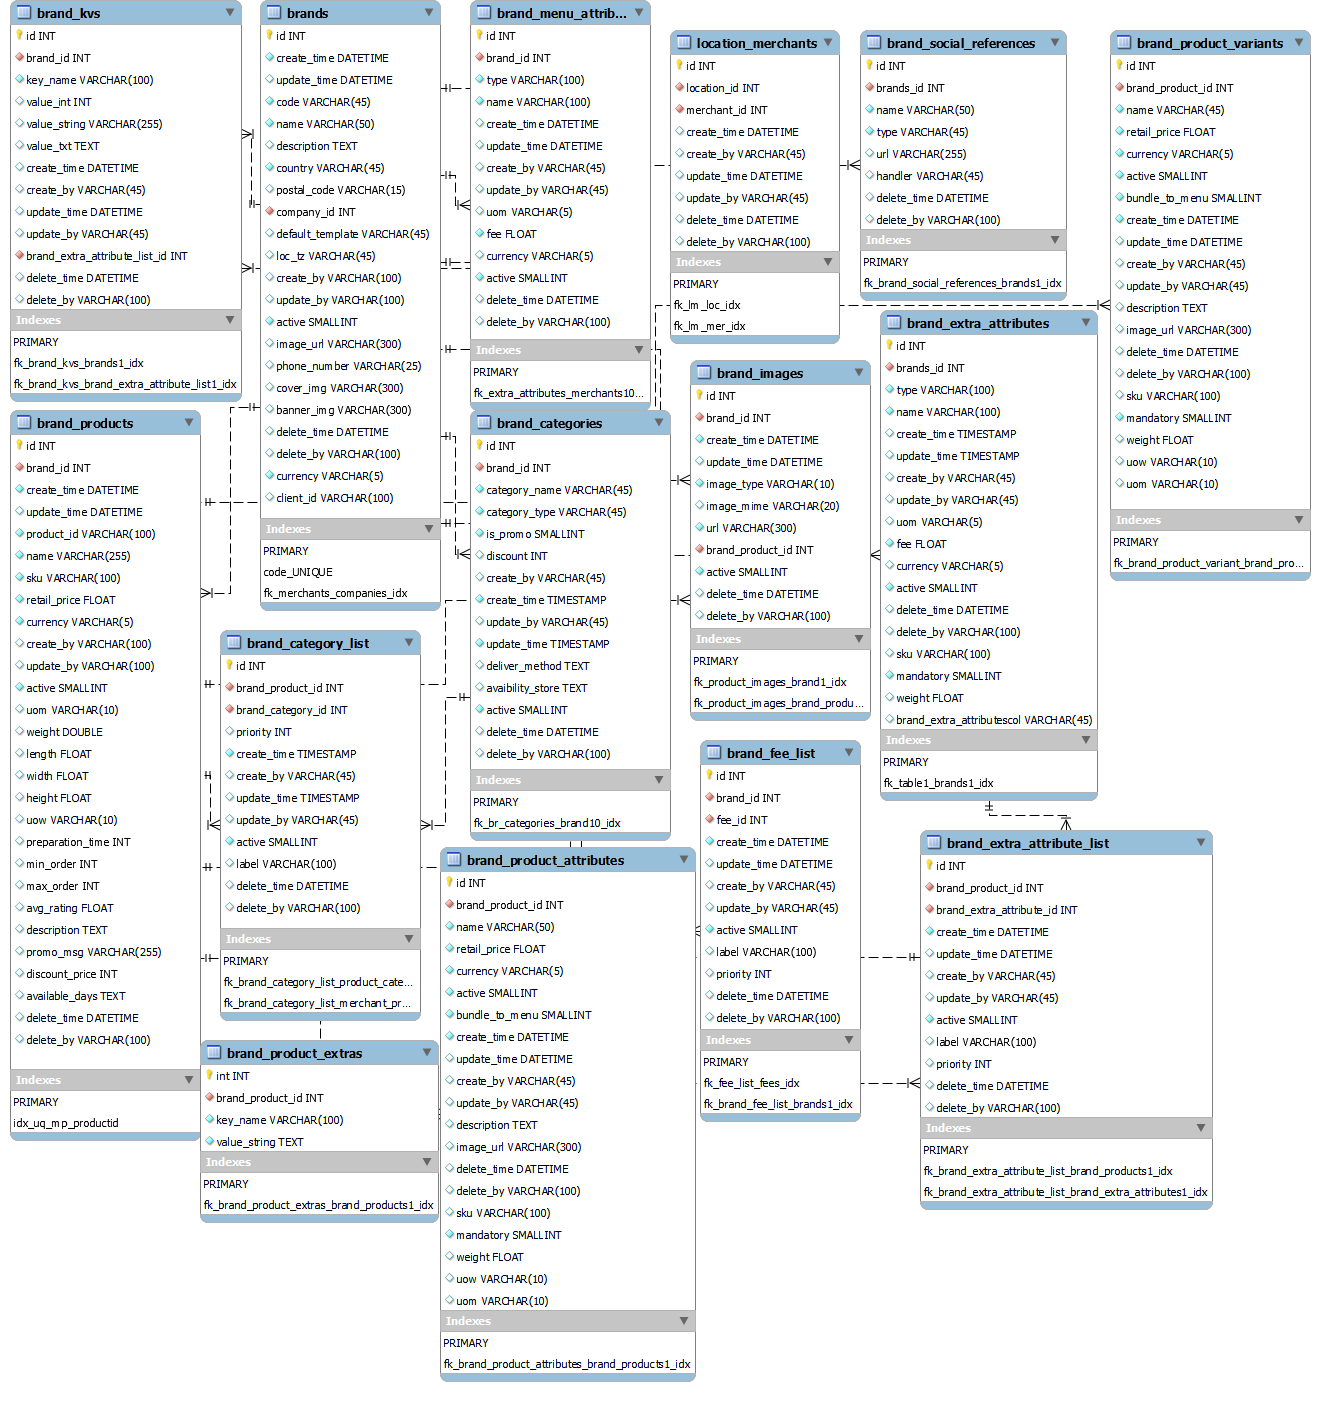 brand_kvs
id INT
brand_id INT
key_name VARCHAR(100)
value_int INT
value_string VARCHAR(255)
value_txt TEXT
create_time DATETIME
create_by VARCHAR(45)
update_time DATETIME
update_by VARCHAR(45)
brand_extra_attribute_list_id INT
delete_time DATETIME
delete_by VARCHAR(100)
Indexes
PRIMARY
fk_brand_kvs_brands1_idx
fk_brand_kvs_brand_extra_attribute_list1_idx
brands
id INT
create_time DATETIME
update_time DATETIME
code VARCHAR(45)
name VARCHAR(50)
description TEXT
country VARCHAR(45)
postal_code VARCHAR(15)
company_id INT
default_template VARCHAR(45)
loc_tz VARCHAR(45)
create_by VARCHAR(100)
update_by VARCHAR(100)
active SMALLINT
image_url VARCHAR(300)
phone_number VARCHAR(25)
cover_img VARCHAR(300)
banner_img VARCHAR(300)
delete_time DATETIME
delete_by VARCHAR(100)
currency VARCHAR(5)
client_id VARCHAR(100)
Indexes
PRIMARY
code_UNIQUE
fk_merchants_companies_idx
brand_menu_attrib...
id INT
brand_id INT
type VARCHAR(100)
name VARCHAR(100)
create_time DATETIME
update_time DATETIME
create_by VARCHAR(45)
update_by VARCHAR(45)
uom VARCHAR(5)
fee FLOAT
currency VARCHAR(5)
active SMALLINT
delete_time DATETIME
delete_by VARCHAR(100)
Indexes
PRIMARY
fk_extra_attributes_merchants10...
location_merchants
id INT
location_id INT
merchant_id INT
create_time DATETIME
create_by VARCHAR(45)
update_time DATETIME
update_by VARCHAR(45)
delete_time DATETIME
delete_by VARCHAR(100)
Indexes
PRIMARY
fk_lm_loc_idx
fk_lm_mer_idx
brand_social_references
id INT
brands_id INT
name VARCHAR(50)
type VARCHAR(45)
url VARCHAR(255)
handler VARCHAR(45)
delete_time DATETIME
delete_by VARCHAR(100)
Indexes
PRIMARY
fk_brand_social_references_brands1_idx
brand_product_variants
id INT
brand_product_id INT
name VARCHAR(45)
retail_price FLOAT
currency VARCHAR(5)
active SMALLINT
bundle_to_menu SMALLINT
create_time DATETIME
update_time DATETIME
create_by VARCHAR(45)
update_by VARCHAR(45)
description TEXT
image_url VARCHAR(300)
delete_time DATETIME
delete_by VARCHAR(100)
sku VARCHAR(100)
mandatory SMALLINT
weight FLOAT
uow VARCHAR(10)
uom VARCHAR(10)
Indexes
PRIMARY
fk_brand_product_variant_brand_pro...
brand_products
id INT
brand_id INT
create_time DATETIME
update_time DATETIME
product_id VARCHAR(100)
name VARCHAR(255)
sku VARCHAR(100)
retail_price FLOAT
currency VARCHAR(5)
create_by VARCHAR(100)
update_by VARCHAR(100)
active SMALLINT
uom VARCHAR(10)
weight DOUBLE
length FLOAT
width FLOAT
height FLOAT
uow VARCHAR(10)
preparation_time INT
min_order INT
max_order INT
avg_rating FLOAT
description TEXT
promo_msg VARCHAR(255)
discount_price INT
available_days TEXT
delete_time DATETIME
delete_by VARCHAR(100)
Indexes
PRIMARY
idx_uq_mp_productid
brand_category_list
id INT
brand_product_id INT
brand_category_id INT
priority INT
create_time TIMESTAMP
create_by VARCHAR(45)
update_time TIMESTAMP
update_by VARCHAR(45)
active SMALLINT
label VARCHAR(100)
delete_time DATETIME
delete_by VARCHAR(100)
Indexes
PRIMARY
fk_brand_category_list_product_cate...
fk_brand_category_list_merchant_pr...
brand_product_extras
int INT
brand_product_id INT
key_name VARCHAR(100)
value_string TEXT
Indexes
PRIMARY
fk_brand_product_extras_brand_products1_idx
brand_categories
id INT
brand_id INT
category_name VARCHAR(45)
category_type VARCHAR(45)
is_promo SMALLINT
discount INT
create_by VARCHAR(45)
create_time TIMESTAMP
update_by VARCHAR(45)
update_time TIMESTAMP
deliver_method TEXT
avaibility_store TEXT
active SMALLINT
delete_time DATETIME
delete_by VARCHAR(100)
Indexes
PRIMARY
fk_br_categories_brand10_idx
brand_product_attributes
id INT
brand_product_id INT
name VARCHAR(50)
retail_price FLOAT
currency VARCHAR(5)
active SMALLINT
bundle_to_menu SMALLINT
create_time DATETIME
update_time DATETIME
create_by VARCHAR(45)
update_by VARCHAR(45)
description TEXT
image_url VARCHAR(300)
delete_time DATETIME
delete_by VARCHAR(100)
sku VARCHAR(100)
mandatory SMALLINT
weight FLOAT
uow VARCHAR(10)
uom VARCHAR(10)
Indexes
PRIMARY
fk_brand_product_attributes_brand_products1_idx
brand_images
id INT
brand_id INT
create_time DATETIME
update_time DATETIME
image_type VARCHAR(10)
image_mime VARCHAR(20)
url VARCHAR(300)
brand_product_id INT
active SMALLINT
delete_time DATETIME
delete_by VARCHAR(100)
Indexes
PRIMARY
fk_product_images_brand1_idx
fk_product_images_brand_produ...
brand_fee_list
id INT
brand_id INT
fee_id INT
create_time DATETIME
update_time DATETIME
create_by VARCHAR(45)
update_by VARCHAR(45)
active SMALLINT
label VARCHAR(100)
priority INT
delete_time DATETIME
delete_by VARCHAR(100)
Indexes
PRIMARY
fk_fee_list_fees_idx
fk_brand_fee_list_brands1_idx
brand_extra_attributes
id INT
brands_id INT
type VARCHAR(100)
name VARCHAR(100)
create_time TIMESTAMP
update_time TIMESTAMP
create_by VARCHAR(45)
update_by VARCHAR(45)
uom VARCHAR(5)
fee FLOAT
currency VARCHAR(5)
active SMALLINT
delete_time DATETIME
delete_by VARCHAR(100)
sku VARCHAR(100)
mandatory SMALLINT
weight FLOAT
brand_extra_attributescol VARCHAR(45)
Indexes
PRIMARY
fk_table1_brands1_idx
brand_extra_attribute_list
id INT
brand_product_id INT
brand_extra_attribute_id INT
create_time DATETIME
update_time DATETIME
create_by VARCHAR(45)
update_by VARCHAR(45)
active SMALLINT
label VARCHAR(100)
priority INT
delete_time DATETIME
delete_by VARCHAR(100)
Indexes
PRIMARY
fk_brand_extra_attribute_list_brand_products1_idx
fk_brand_extra_attribute_list_brand_extra_attributes1_idx